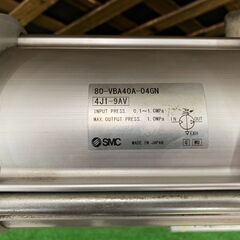 80-VBA40A-04GN
4J1-9AV
INPUT PRESS. 0.1~1.0MPa
MAX.OUTPUT PRESS. 1.0MPa
IN
EXH
SMC
MADE IN JAPAN